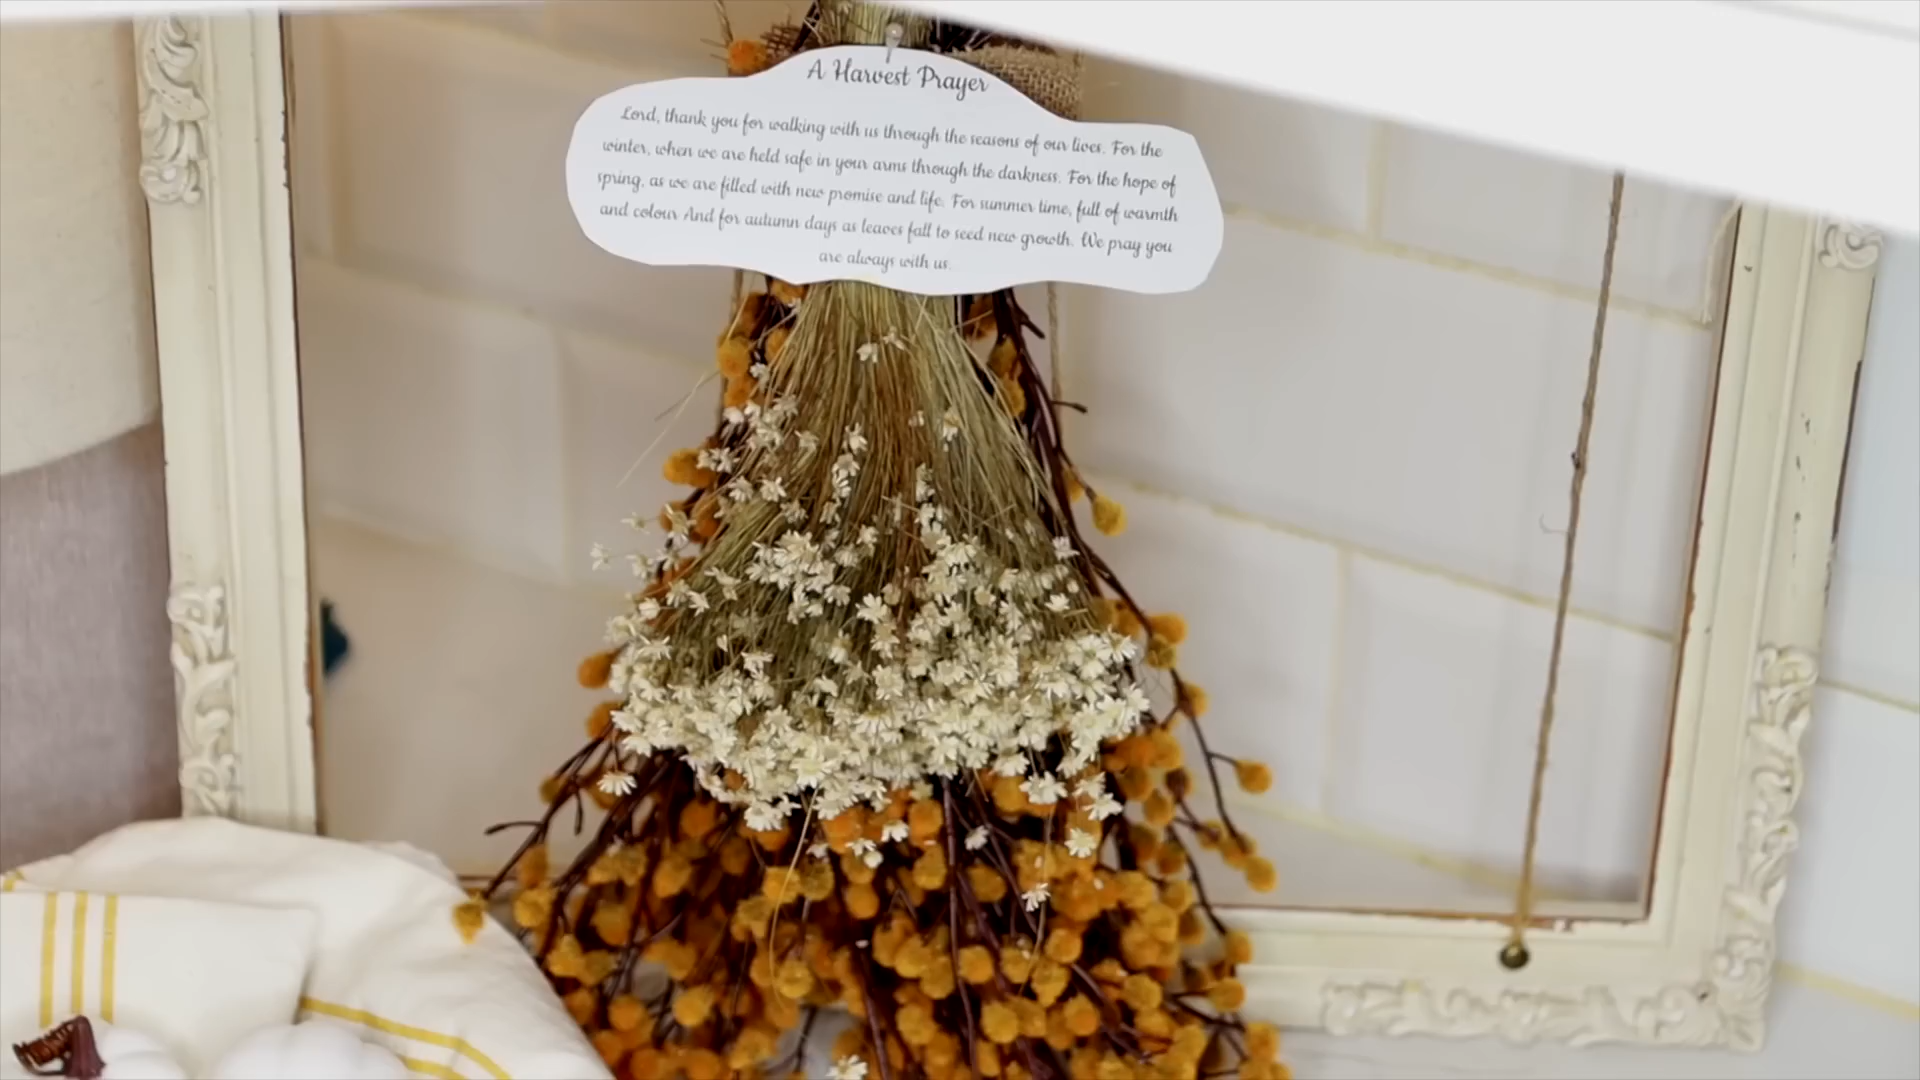 A Harvest Prayer
Lord, thank you for walking with us through the seasons of our lives. For the
winter, when we are held safe in your arms through the darkness. For the hope of
spring, as we are filled with new promise and life. For summer time, full of warmth
and colour And for autumn days as leaves fall to seed new growth. We pray you
are always with us.